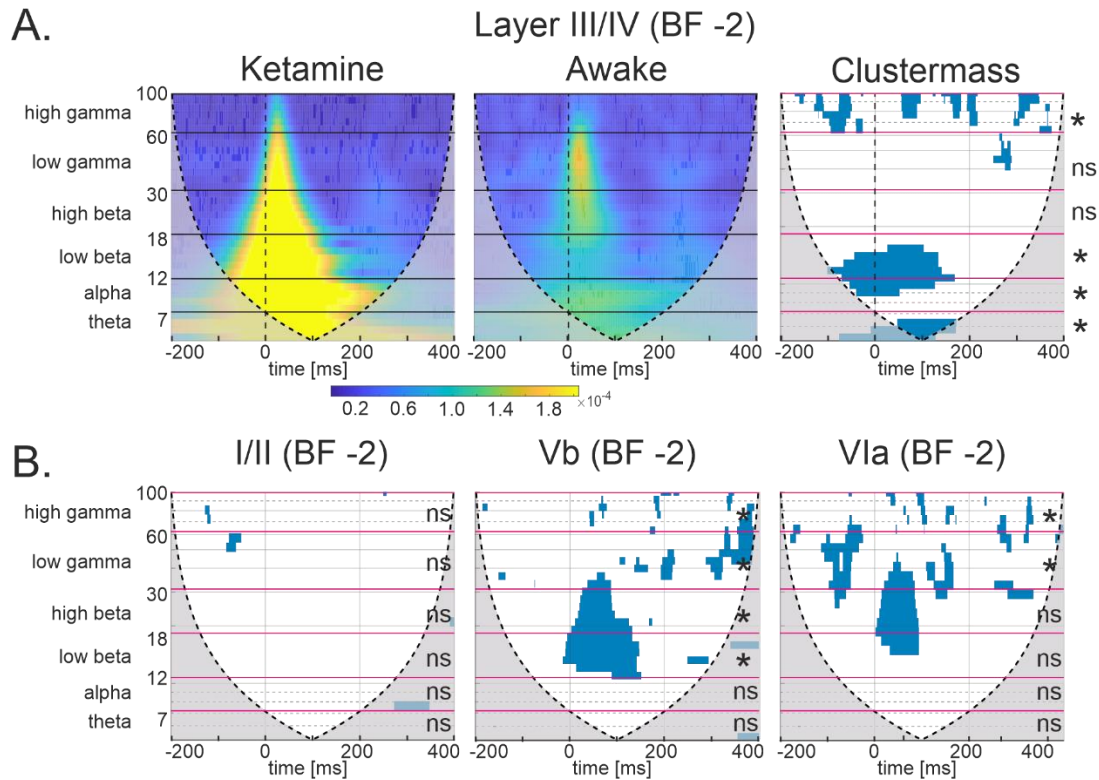 A.
Layer III/IV (BF -2)
Ketamine
Awake
Clustermass
100
high gamma
60
low gamma
30
high beta
18
low beta
12
alpha
7
theta
*
ns
ns
*
*
*
-200 0 200 400
time [ms]
-200 0 200 400
time [ms]
-200 0 200 400
time [ms]
0.2 0.6 1.0 1.4 1.8 ×10⁻⁴
B.
I/II (BF -2)
Vb (BF -2)
VIa (BF -2)
100
high gamma
60
low gamma
30
high beta
18
low beta
12
alpha
7
theta
ns
ns
ns
ns
ns
ns
*
*
*
*
ns
ns
*
*
ns
ns
ns
ns
-200 0 200 400
time [ms]
-200 0 200 400
time [ms]
-200 0 200 400
time [ms]